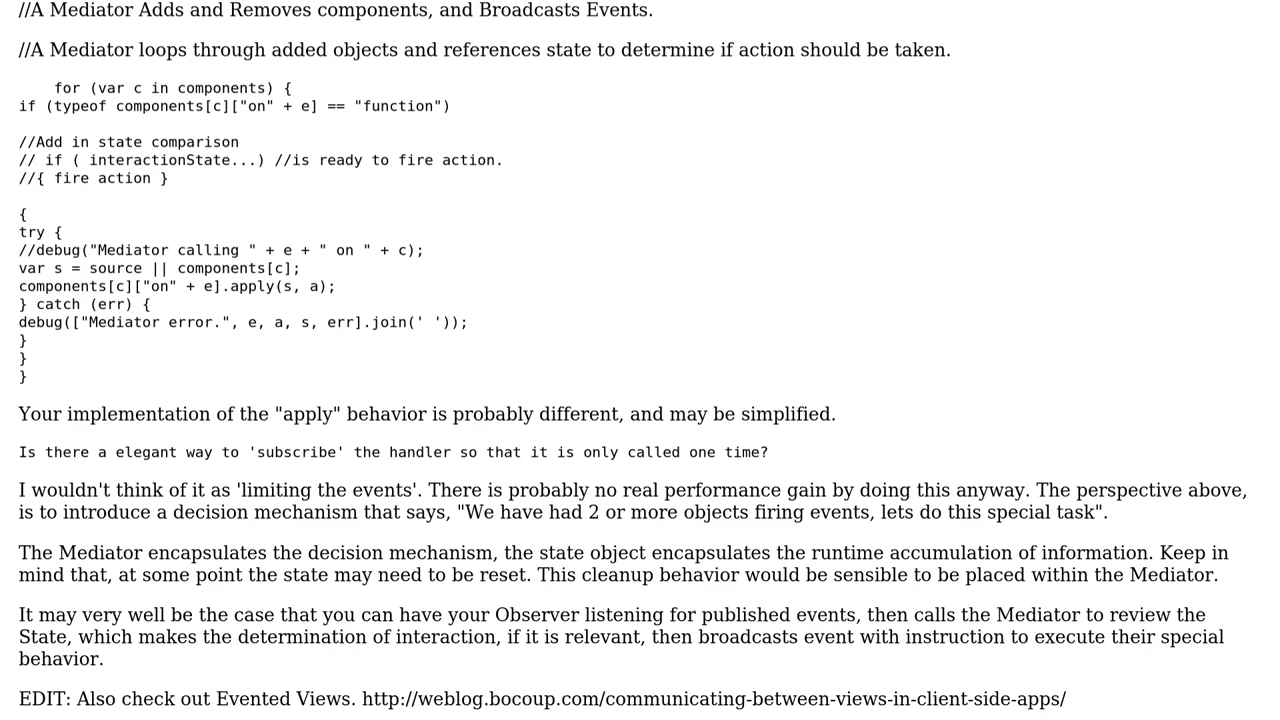 //A Mediator Adds and Removes components, and Broadcasts Events.
//A Mediator loops through added objects and references state to determine if action should be taken.
for (var c in components) {
if (typeof components[c]["on" + e] == "function")
//Add in state comparison
// if ( interactionState...) //is ready to fire action.
//{ fire action }
{
try {
//debug("Mediator calling " + e + " on " + c);
var s = source || components[c];
components[c]["on" + e].apply(s, a);
} catch (err) {
debug(["Mediator error.", e, a, s, err].join(' '));
}
}
}
Your implementation of the "apply" behavior is probably different, and may be simplified.
Is there a elegant way to 'subscribe' the handler so that it is only called one time?
I wouldn't think of it as 'limiting the events'. There is probably no real performance gain by doing this anyway. The perspective above,
is to introduce a decision mechanism that says, "We have had 2 or more objects firing events, lets do this special task".
The Mediator encapsulates the decision mechanism, the state object encapsulates the runtime accumulation of information. Keep in
mind that, at some point the state may need to be reset. This cleanup behavior would be sensible to be placed within the Mediator.
It may very well be the case that you can have your Observer listening for published events, then calls the Mediator to review the
State, which makes the determination of interaction, if it is relevant, then broadcasts event with instruction to execute their special
behavior.
EDIT: Also check out Evented Views. http://weblog.bocoup.com/communicating-between-views-in-client-side-apps/